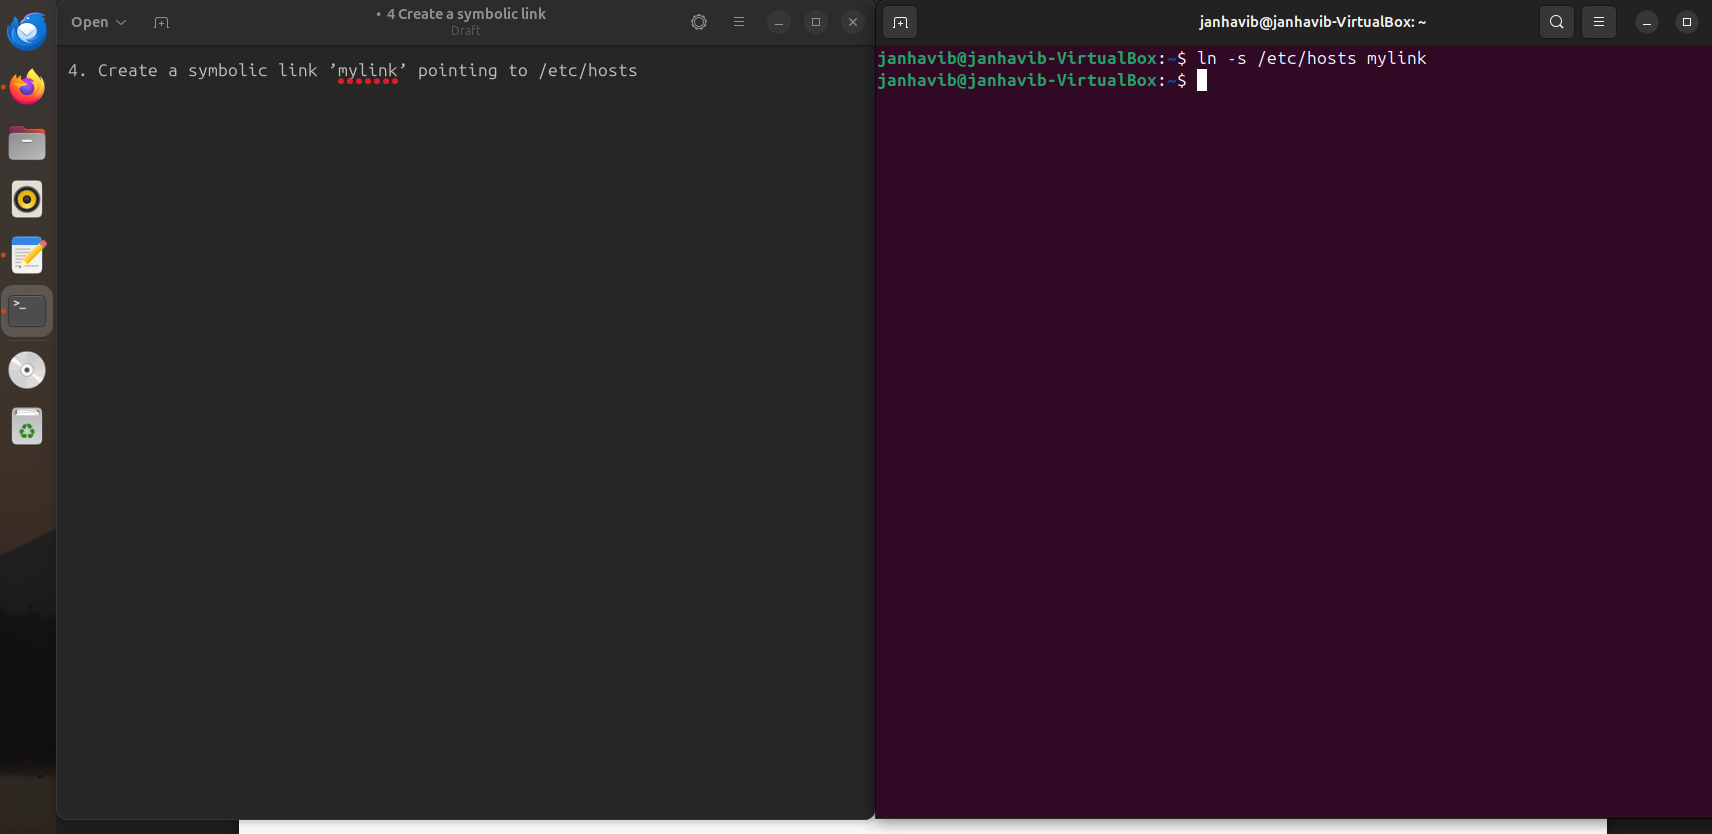 Open
• 4 Create a symbolic link
Draft
4. Create a symbolic link ’mylink’ pointing to /etc/hosts
janhavib@janhavib-VirtualBox: ~
janhavib@janhavib-VirtualBox:~$ ln -s /etc/hosts mylink
janhavib@janhavib-VirtualBox:~$